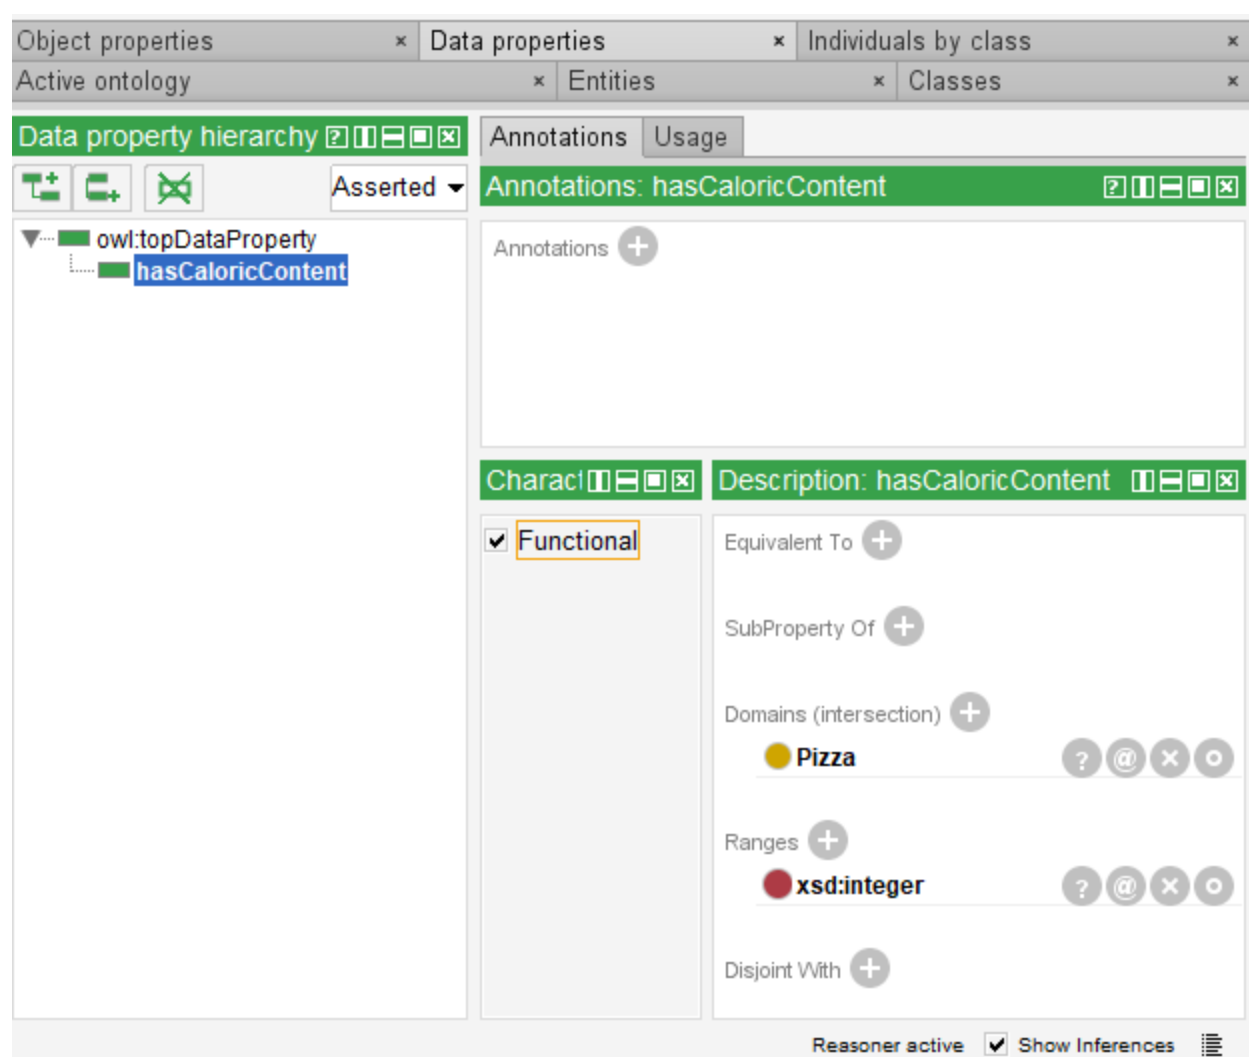 Object properties
Data properties
Individuals by class
Active ontology
Entities
Classes
Data property hierarchy
Asserted
owl:topDataProperty
hasCaloricContent
Annotations
Usage
Annotations: hasCaloricContent
Annotations
Charact
Functional
Description: hasCaloricContent
Equivalent To
SubProperty Of
Domains (intersection)
Pizza
Ranges
xsd:integer
Disjoint With
Reasoner active
Show Inferences